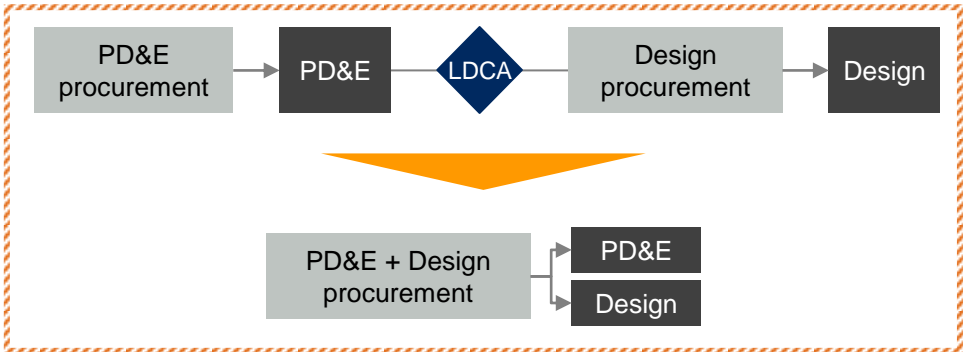 PD&E
procurement
PD&E
LDCA
Design
procurement
Design
PD&E + Design
procurement
PD&E
Design